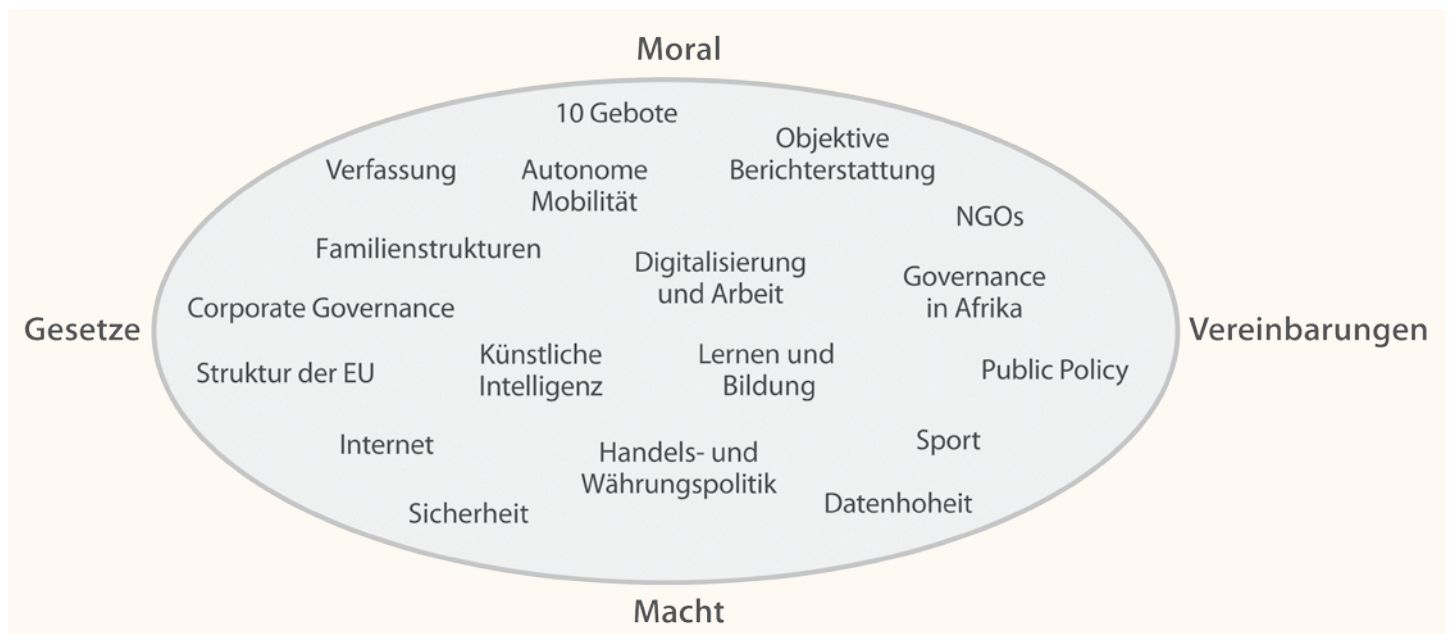 Moral
10 Gebote
Objektive
Berichterstattung
Verfassung
Autonome
Mobilität
NGOs
Familienstrukturen
Digitalisierung
und Arbeit
Governance
in Afrika
Corporate Governance
Gesetze
Vereinbarungen
Struktur der EU
Künstliche
Intelligenz
Lernen und
Bildung
Public Policy
Internet
Handels- und
Währungspolitik
Sport
Sicherheit
Datenhoheit
Macht